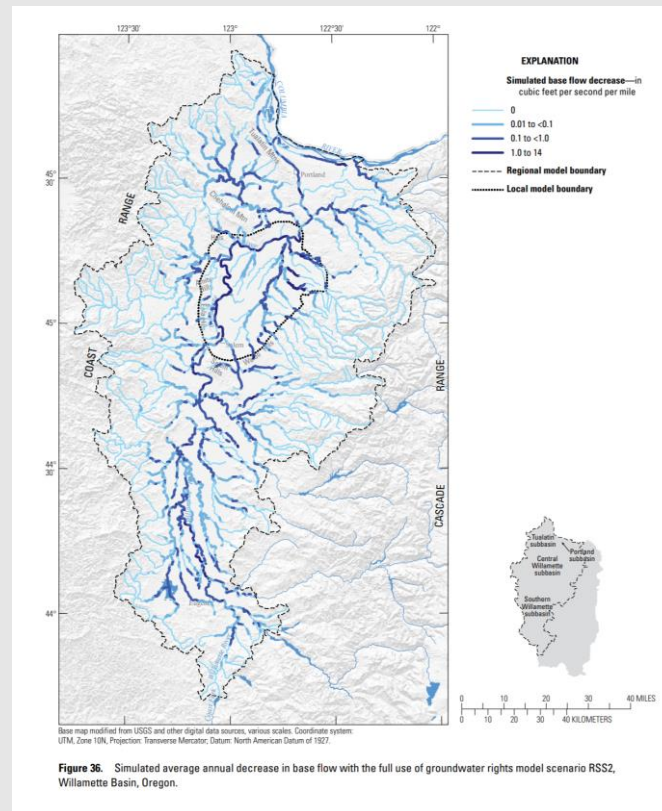 123°30'
123°
122°30'
122°
COLUMBIA
RIVER
Tualatin Mtns
Portland
45°
30'
RANGE
Chehalem Mtn
45°
COAST
RANGE
44°
30'
CASCADE
44°
EXPLANATION
Simulated base flow decrease—in
cubic feet per second per mile
0
0.01 to <0.1
0.1 to <1.0
1.0 to 14
Regional model boundary
Local model boundary
Tualatin
subbasin
Portland
subbasin
Central
Willamette
subbasin
Southern
Willamette
subbasin
0 10 20 30 40 MILES
0 10 20 30 40 KILOMETERS
Base map modified from USGS and other digital data sources, various scales. Coordinate system:
UTM, Zone 10N, Projection: Transverse Mercator; Datum: North American Datum of 1927.
Figure 36. Simulated average annual decrease in base flow with the full use of groundwater rights model scenario RSS2,
Willamette Basin, Oregon.